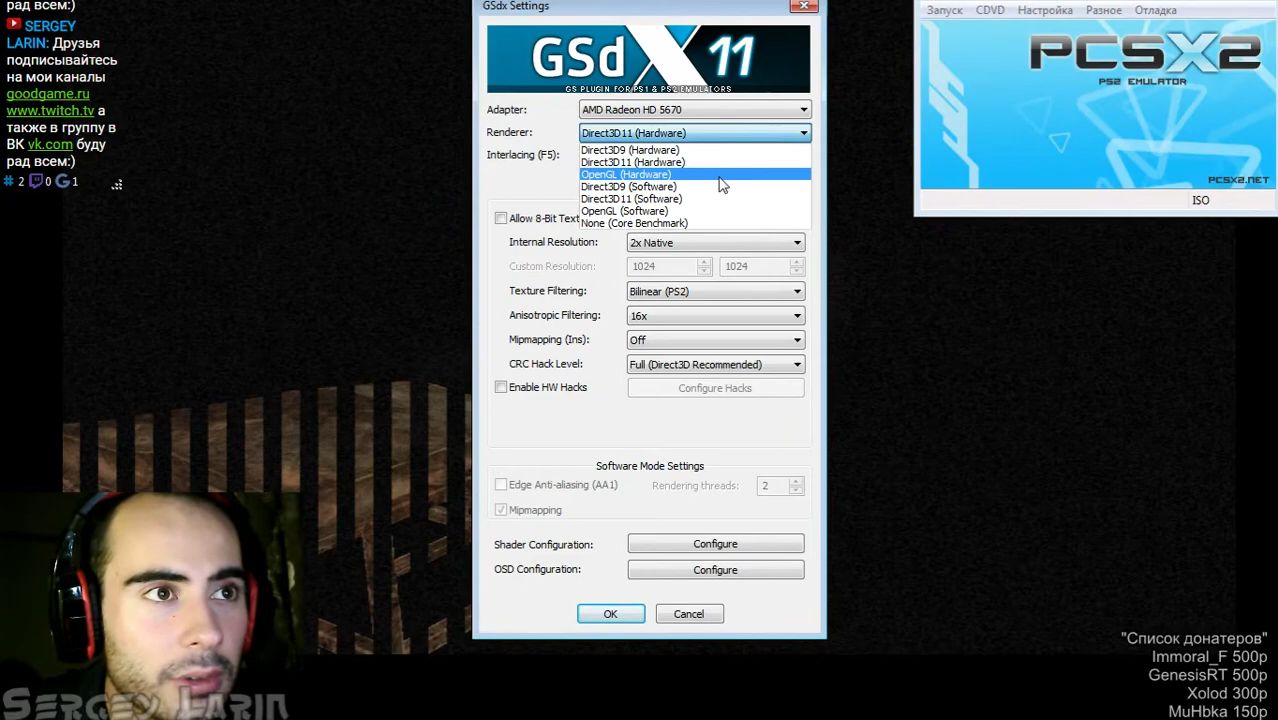 рад всем:)
SERGEY
LARIN: Друзья
подписывайтесь
на мои каналы
goodgame.ru
www.twitch.tv а
также в группу в
ВК vk.com буду
рад всем:)
# 2 0 G 1
GSdx Settings
GSdX 11
GS PLUGIN FOR PS1 & PS2 EMULATORS
Adapter: AMD Radeon HD 5670
Renderer: Direct3D11 (Hardware)
Direct3D9 (Hardware)
Interlacing (F5): Direct3D11 (Hardware)
OpenGL (Hardware)
Direct3D9 (Software)
Direct3D11 (Software)
Allow 8-Bit Text OpenGL (Software)
None (Core Benchmark)
Internal Resolution: 2x Native
Custom Resolution: 1024 1024
Texture Filtering: Bilinear (PS2)
Anisotropic Filtering: 16x
Mipmapping (Ins): Off
CRC Hack Level: Full (Direct3D Recommended)
Enable HW Hacks Configure Hacks
Software Mode Settings
Edge Anti-aliasing (AA1) Rendering threads: 2
Mipmapping
Shader Configuration: Configure
OSD Configuration: Configure
OK Cancel
Запуск CDVD Настройка Разное Отладка
PCSX2
PS2 EMULATOR
PCSX2.NET
ISO
"Список донатеров"
Immoral_F 500р
GenesisRT 500р
Xolod 300р
MuHbka 150р
Sergey Larin